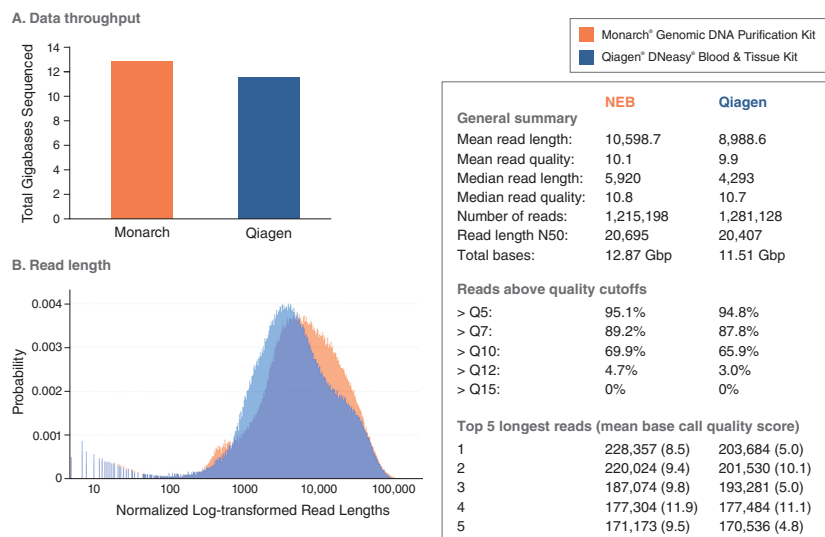 A. Data throughput
Monarch® Genomic DNA Purification Kit
Qiagen® DNeasy® Blood & Tissue Kit
Total Gigabases Sequenced
14
12
10
8
6
4
2
0
Monarch Qiagen
B. Read length
Probability
0.004
0.003
0.002
0.001
0
10 100 1000 10,000 100,000
Normalized Log-transformed Read Lengths
NEB Qiagen
General summary
Mean read length: 10,598.7 8,988.6
Mean read quality: 10.1 9.9
Median read length: 5,920 4,293
Median read quality: 10.8 10.7
Number of reads: 1,215,198 1,281,128
Read length N50: 20,695 20,407
Total bases: 12.87 Gbp 11.51 Gbp
Reads above quality cutoffs
> Q5: 95.1% 94.8%
> Q7: 89.2% 87.8%
> Q10: 69.9% 65.9%
> Q12: 4.7% 3.0%
> Q15: 0% 0%
Top 5 longest reads (mean base call quality score)
1 228,357 (8.5) 203,684 (5.0)
2 220,024 (9.4) 201,530 (10.1)
3 187,074 (9.8) 193,281 (5.0)
4 177,304 (11.9) 177,484 (11.1)
5 171,173 (9.5) 170,536 (4.8)